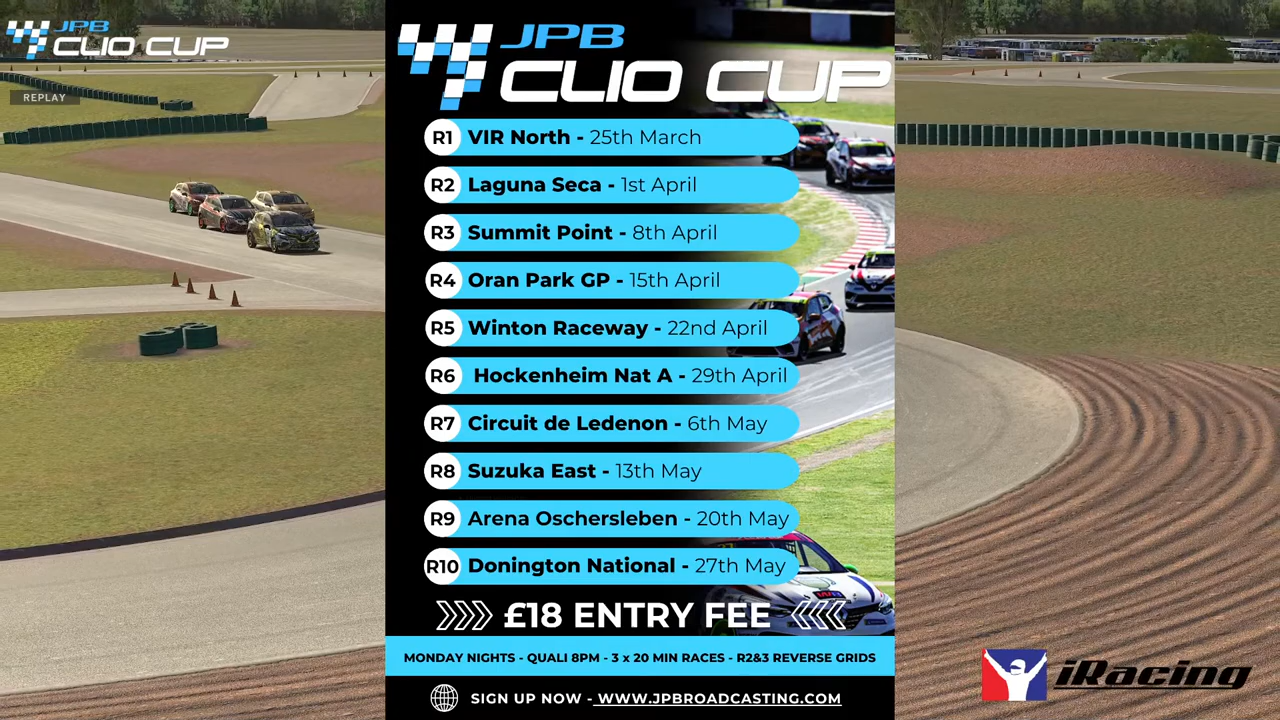 JPB
CLIO CUP
REPLAY
JPB
CLIO CUP
R1 VIR North - 25th March
R2 Laguna Seca - 1st April
R3 Summit Point - 8th April
R4 Oran Park GP - 15th April
R5 Winton Raceway - 22nd April
R6 Hockenheim Nat A - 29th April
R7 Circuit de Ledenon - 6th May
R8 Suzuka East - 13th May
R9 Arena Oschersleben - 20th May
R10 Donington National - 27th May
£18 ENTRY FEE
MONDAY NIGHTS - QUALI 8PM - 3 x 20 MIN RACES - R2&3 REVERSE GRIDS
SIGN UP NOW - WWW.JPBROADCASTING.COM
iRacing